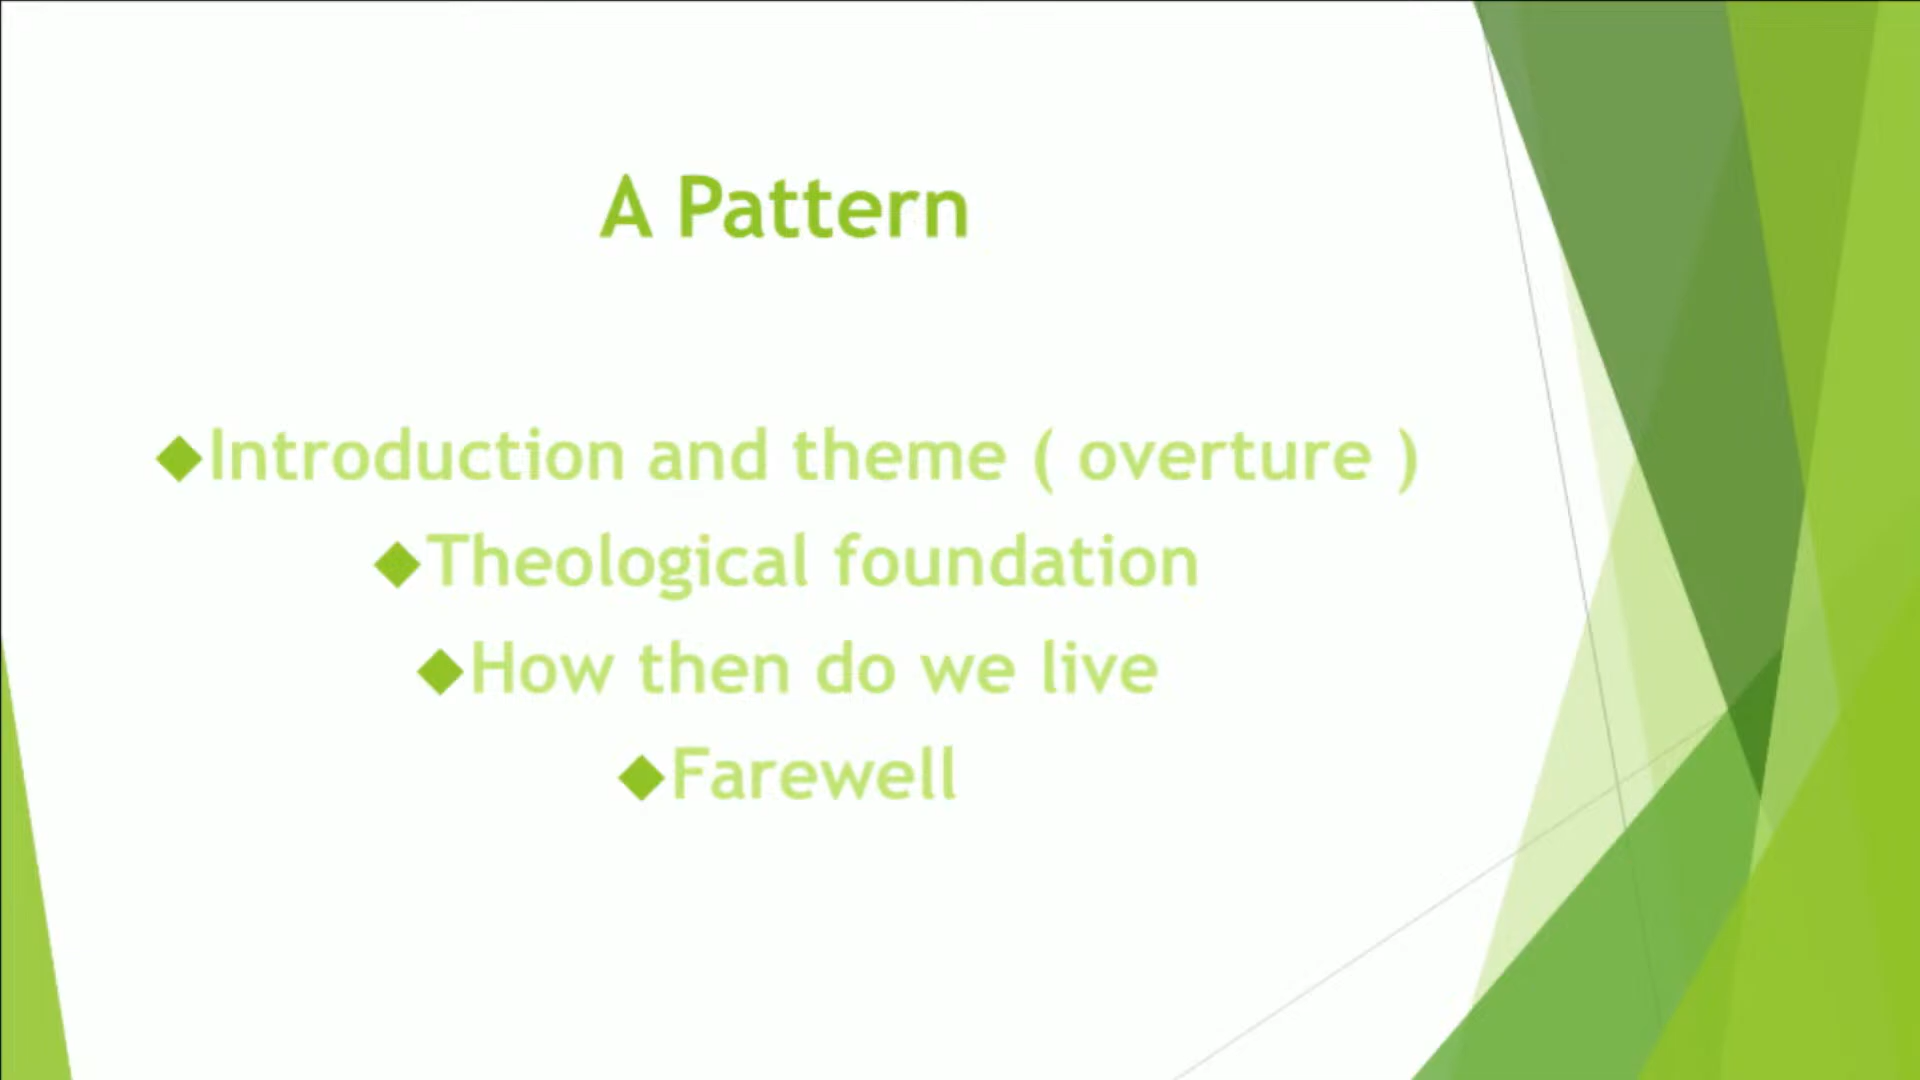 A Pattern
◆Introduction and theme ( overture )
◆Theological foundation
◆How then do we live
◆Farewell